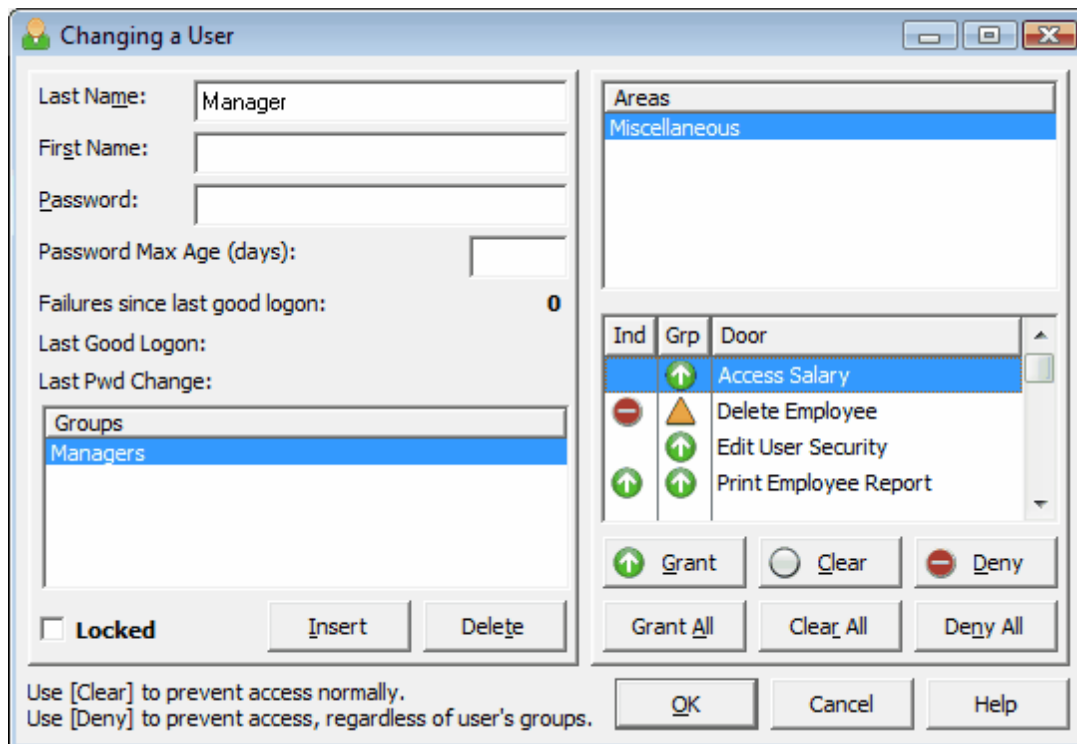 Changing a User
Last Name: Manager
First Name:
Password:
Password Max Age (days):
Failures since last good logon: 0
Last Good Logon:
Last Pwd Change:
Groups
Managers
Locked Insert Delete
Areas
Miscellaneous
Ind Grp Door
Access Salary
Delete Employee
Edit User Security
Print Employee Report
Grant Clear Deny
Grant All Clear All Deny All
Use [Clear] to prevent access normally.
Use [Deny] to prevent access, regardless of user's groups.
OK Cancel Help